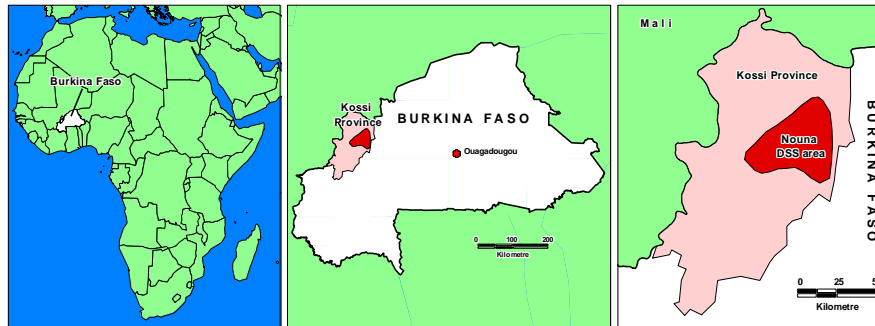 Burkina Faso
Kossi
Province
BURKINA FASO
Ouagadougou
0 100 200
Kilometre
Mali
Kossi Province
Nouna
DSS area
BURKINA FASO
0 25
Kilometre